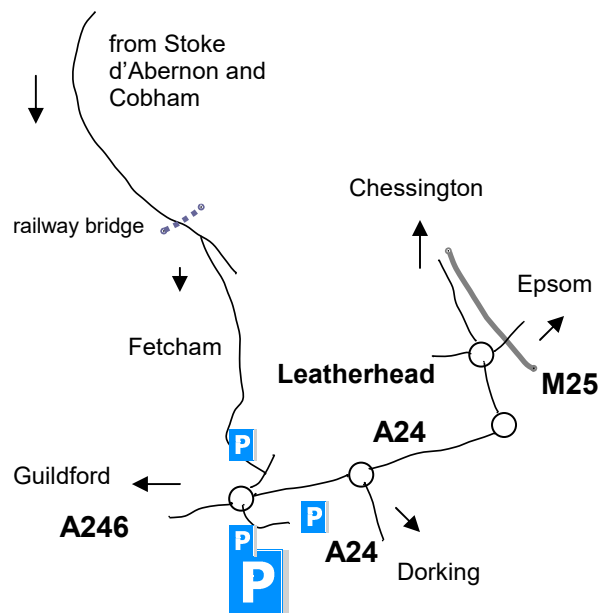 from Stoke
d'Abernon and
Cobham
Chessington
railway bridge
Epsom
Fetcham
Leatherhead
M25
A24
P
Guildford
P
A246
P
A24
P
Dorking